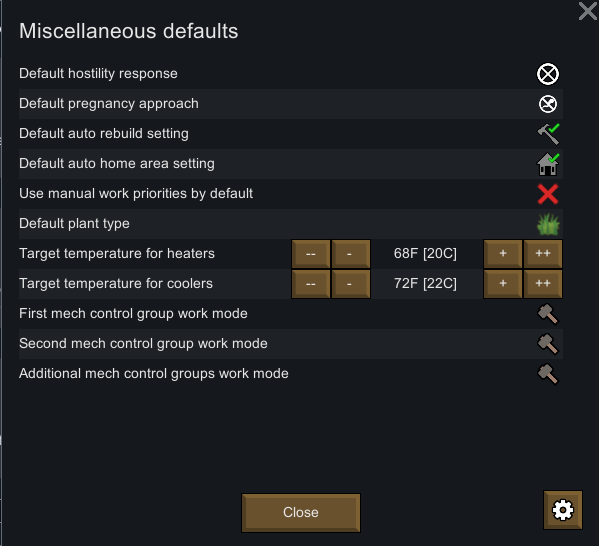 Miscellaneous defaults
Default hostility response
Default pregnancy approach
Default auto rebuild setting
Default auto home area setting
Use manual work priorities by default
Default plant type
Target temperature for heaters -- - 68F [20C] + ++
Target temperature for coolers -- - 72F [22C] + ++
First mech control group work mode
Second mech control group work mode
Additional mech control groups work mode
Close